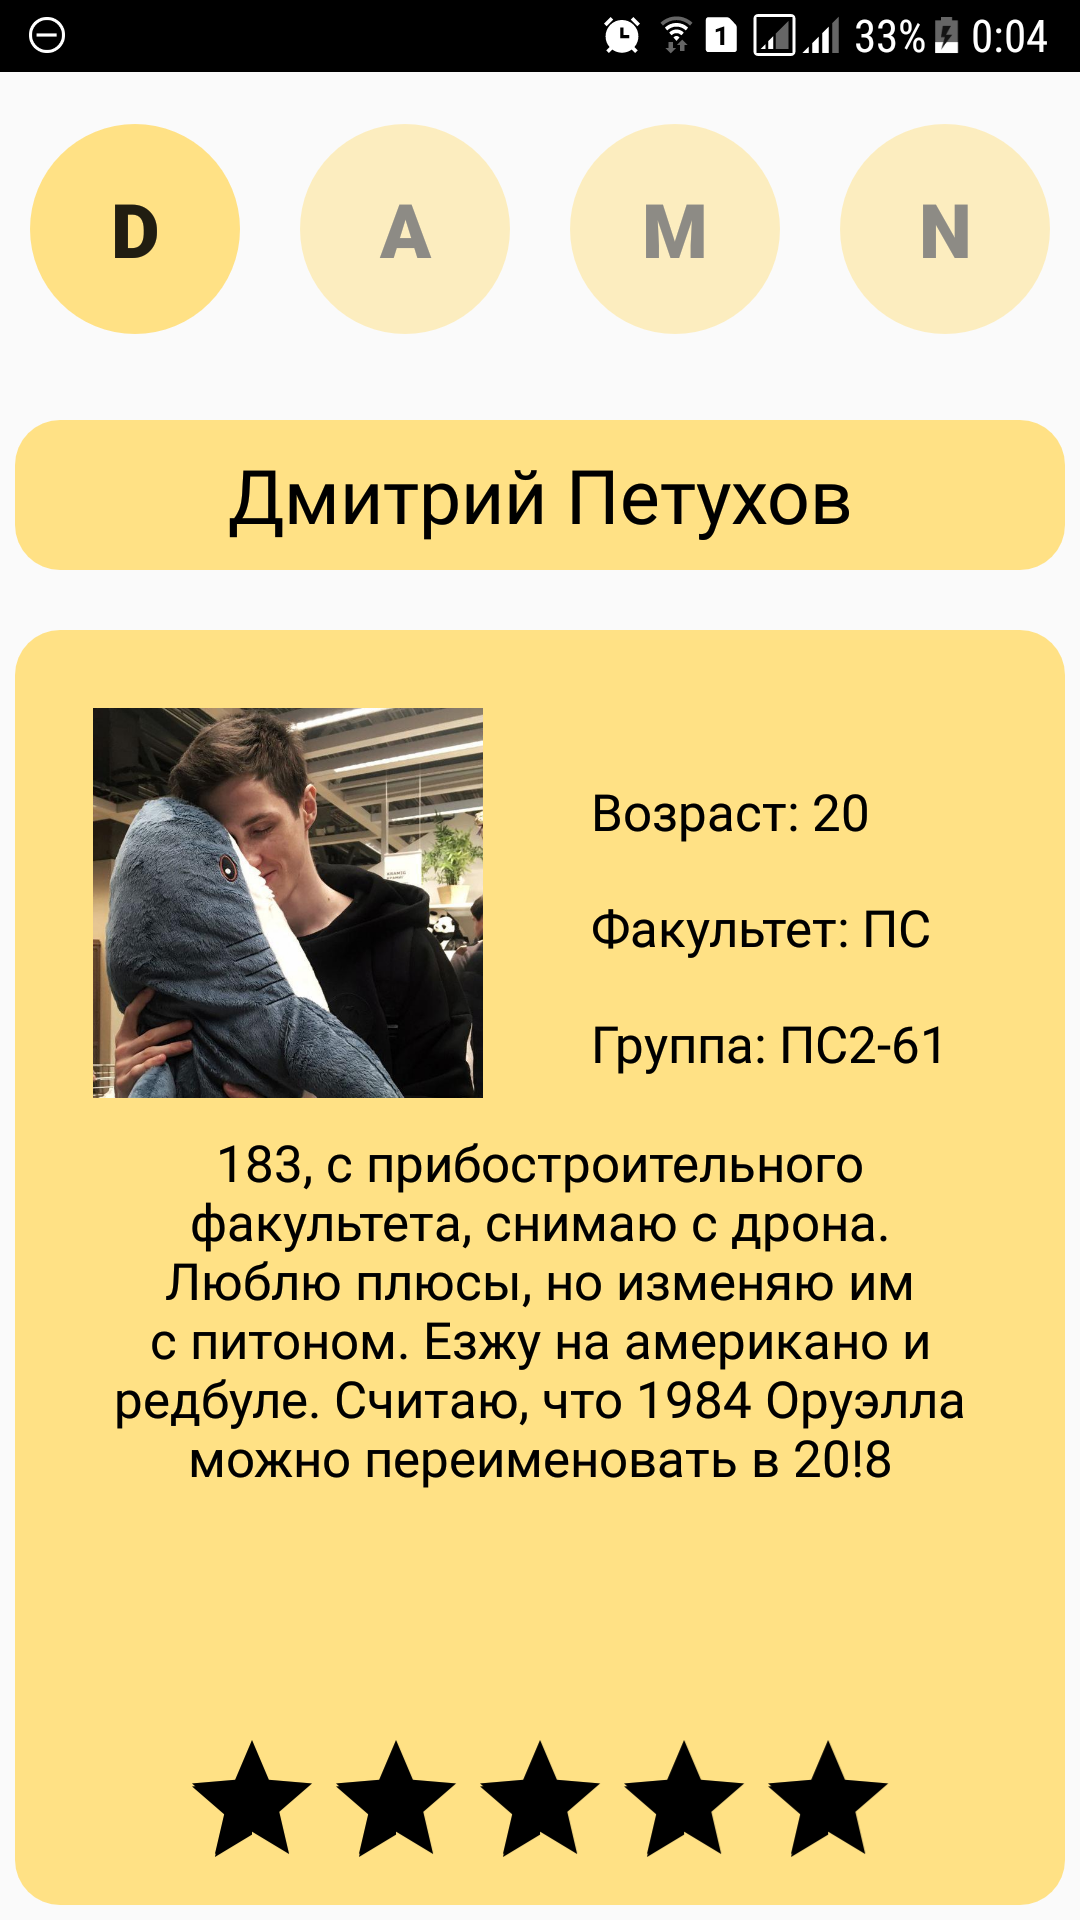 1 33% 0:04
D A M N
Дмитрий Петухов
Возраст: 20
Факультет: ПС
Группа: ПС2-61
183, с прибостроительного
факультета, снимаю с дрона.
Люблю плюсы, но изменяю им
с питоном. Езжу на американо и
редбуле. Считаю, что 1984 Оруэлла
можно переименовать в 20!8